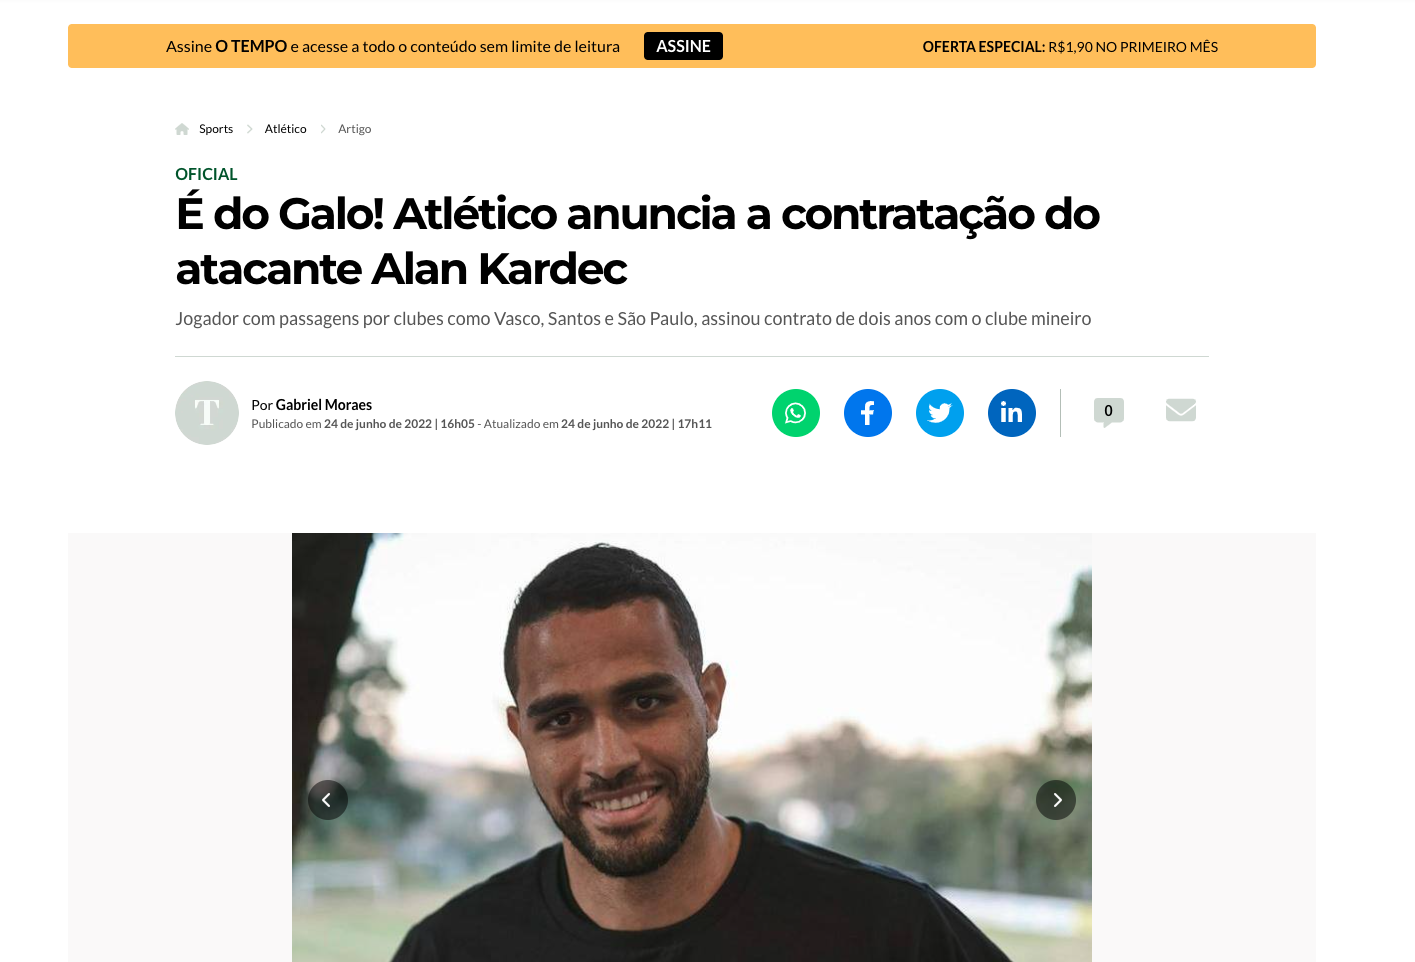 Assine O TEMPO e acesse a todo o conteúdo sem limite de leitura ASSINE OFERTA ESPECIAL: R$1,90 NO PRIMEIRO MÊS
Sports Atlético Artigo
OFICIAL
É do Galo! Atlético anuncia a contratação do
atacante Alan Kardec
Jogador com passagens por clubes como Vasco, Santos e São Paulo, assinou contrato de dois anos com o clube mineiro
T
Por Gabriel Moraes
Publicado em 24 de junho de 2022 | 16h05 - Atualizado em 24 de junho de 2022 | 17h11
in
0